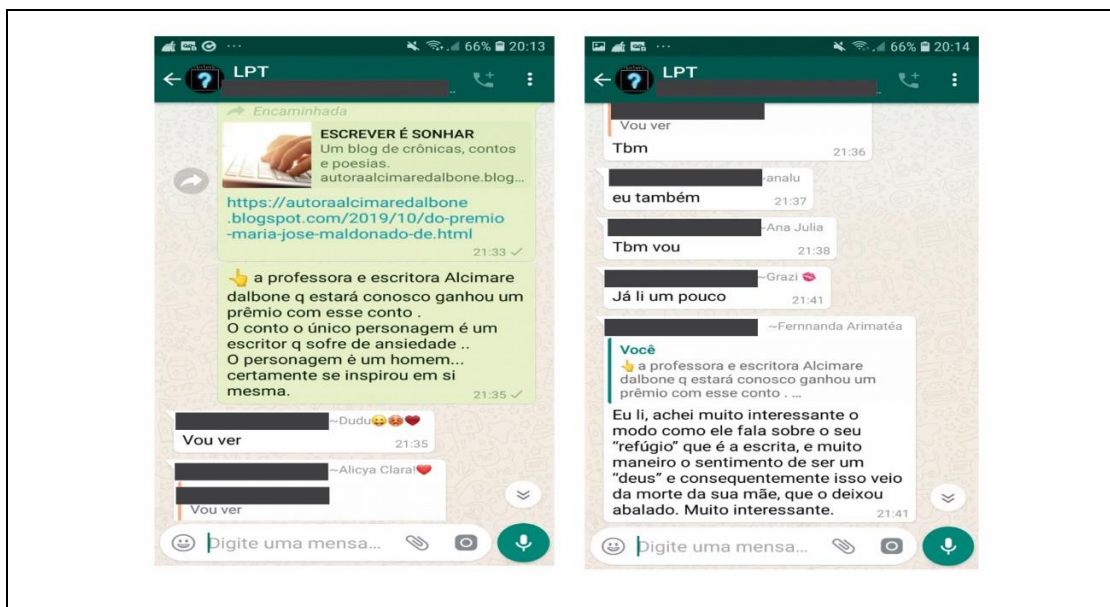 66% 20:13
LPT
Encaminhada
ESCREVER É SONHAR
Um blog de crônicas, contos
e poesias.
autoraalcimaredalbone.blog...
https://autoraalcimaredalbone
.blogspot.com/2019/10/do-premio
-maria-jose-maldonado-de.html
21:33
a professora e escritora Alcimare
dalbone q estará conosco ganhou um
prêmio com esse conto .
O conto o único personagem é um
escritor q sofre de ansiedade ..
O personagem é um homem...
certamente se inspirou em si
mesma.
21:35
~Dudu
Vou ver
21:35
~Alicya Clara!
Vou ver
Digite uma mensa...
66% 20:14
LPT
Vou ver
Tbm
21:36
~analu
eu também
21:37
~Ana Julia
Tbm vou
21:38
~Grazi
Já li um pouco
21:41
~Fernnanda Arimatéa
Você
a professora e escritora Alcimare
dalbone q estará conosco ganhou um
prêmio com esse conto . ...
Eu li, achei muito interessante o
modo como ele fala sobre o seu
“refúgio” que é a escrita, e muito
maneiro o sentimento de ser um
“deus” e consequentemente isso veio
da morte da sua mãe, que o deixou
abalado. Muito interessante.
21:41
Digite uma mensa...